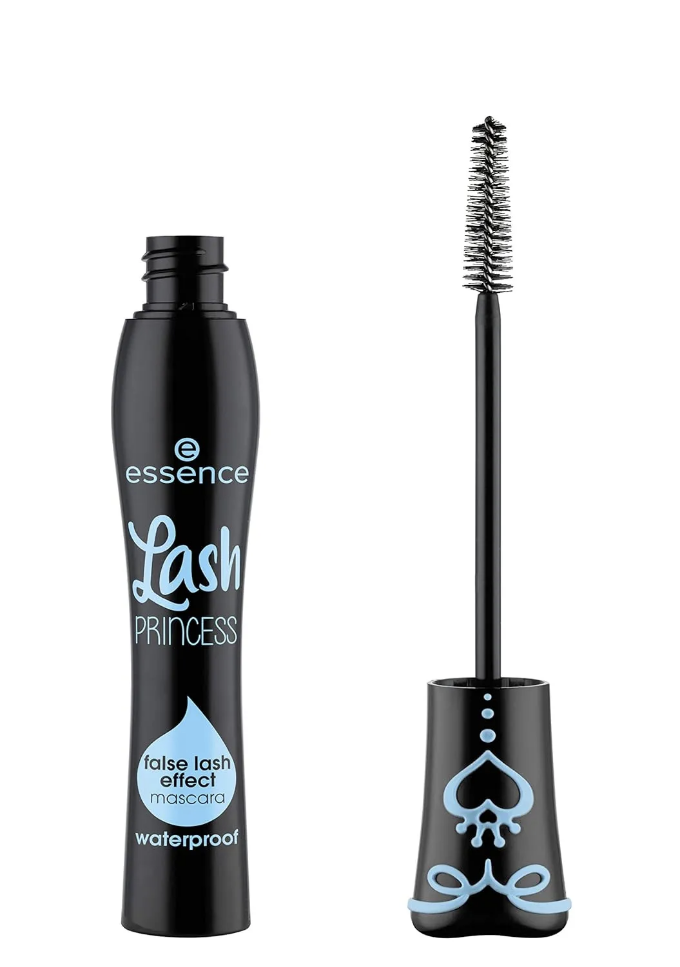 e
essence
Lash
PRINCESS
false lash
effect
mascara
waterproof